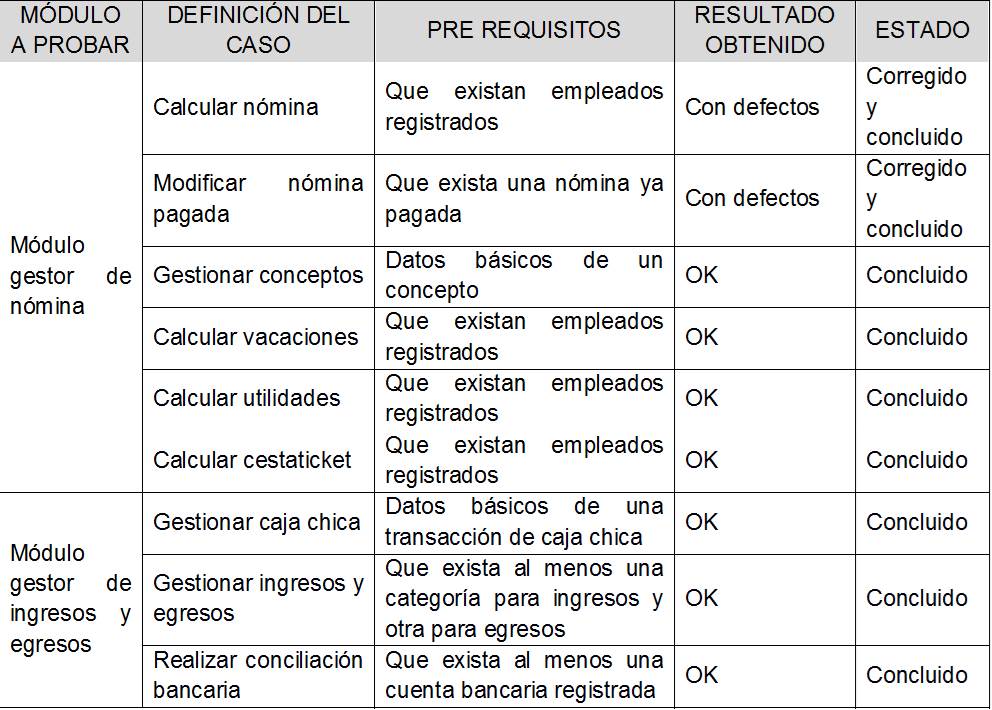 MÓDULO
A PROBAR
DEFINICIÓN DEL
CASO
PRE REQUISITOS
RESULTADO
OBTENIDO
ESTADO
Módulo
gestor de
nómina
Calcular nómina
Que existan empleados
registrados
Con defectos
Corregido
y
concluido
Modificar nómina
pagada
Que exista una nómina ya
pagada
Con defectos
Corregido
y
concluido
Gestionar conceptos
Datos básicos de un
concepto
OK
Concluido
Calcular vacaciones
Que existan empleados
registrados
OK
Concluido
Calcular utilidades
Que existan empleados
registrados
OK
Concluido
Calcular cestaticket
Que existan empleados
registrados
OK
Concluido
Módulo
gestor de
ingresos y
egresos
Gestionar caja chica
Datos básicos de una
transacción de caja chica
OK
Concluido
Gestionar ingresos y
egresos
Que exista al menos una
categoría para ingresos y
otra para egresos
OK
Concluido
Realizar conciliación
bancaria
Que exista al menos una
cuenta bancaria registrada
OK
Concluido